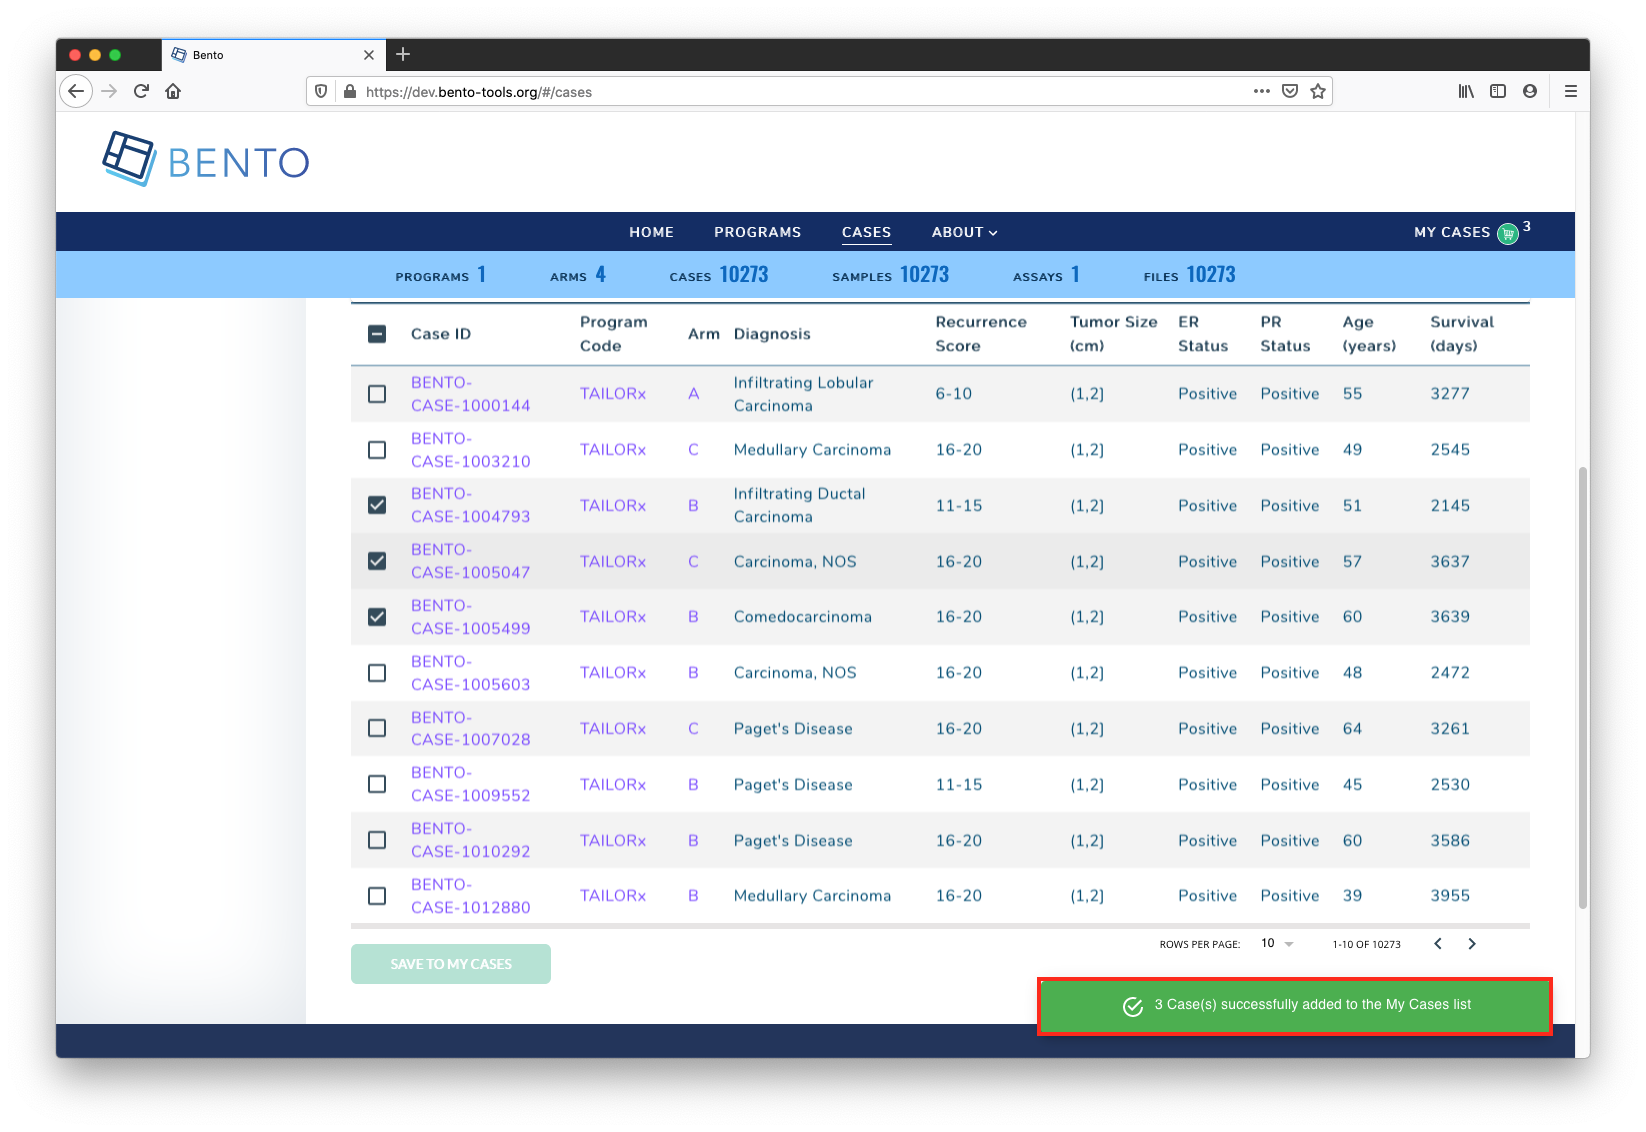 Bento
https://dev.bento-tools.org/#/cases
BENTO
HOME PROGRAMS CASES ABOUT MY CASES 3
PROGRAMS 1 ARMS 4 CASES 10273 SAMPLES 10273 ASSAYS 1 FILES 10273
Case ID Program Code Arm Diagnosis Recurrence Score Tumor Size (cm) ER Status PR Status Age (years) Survival (days)
BENTO-CASE-1000144 TAILORx A Infiltrating Lobular Carcinoma 6-10 (1,2] Positive Positive 55 3277
BENTO-CASE-1003210 TAILORx C Medullary Carcinoma 16-20 (1,2] Positive Positive 49 2545
BENTO-CASE-1004793 TAILORx B Infiltrating Ductal Carcinoma 11-15 (1,2] Positive Positive 51 2145
BENTO-CASE-1005047 TAILORx C Carcinoma, NOS 16-20 (1,2] Positive Positive 57 3637
BENTO-CASE-1005499 TAILORx B Comedocarcinoma 16-20 (1,2] Positive Positive 60 3639
BENTO-CASE-1005603 TAILORx B Carcinoma, NOS 16-20 (1,2] Positive Positive 48 2472
BENTO-CASE-1007028 TAILORx C Paget's Disease 16-20 (1,2] Positive Positive 64 3261
BENTO-CASE-1009552 TAILORx B Paget's Disease 11-15 (1,2] Positive Positive 45 2530
BENTO-CASE-1010292 TAILORx B Paget's Disease 16-20 (1,2] Positive Positive 60 3586
BENTO-CASE-1012880 TAILORx B Medullary Carcinoma 16-20 (1,2] Positive Positive 39 3955
ROWS PER PAGE: 10 1-10 OF 10273
SAVE TO MY CASES
3 Case(s) successfully added to the My Cases list